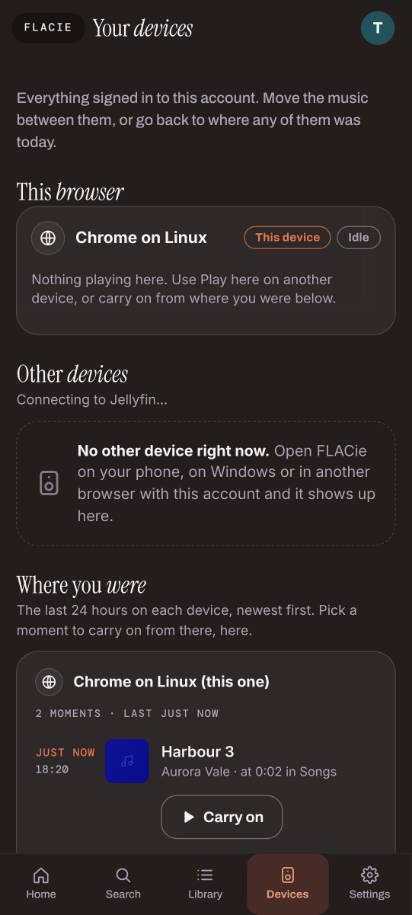 FLACIE Your devices T
Everything signed in to this account. Move the music
between them, or go back to where any of them was
today.
This browser
Chrome on Linux This device Idle
Nothing playing here. Use Play here on another
device, or carry on from where you were below.
Other devices
Connecting to Jellyfin...
No other device right now. Open FLACie
on your phone, on Windows or in another
browser with this account and it shows up
here.
Where you were
The last 24 hours on each device, newest first. Pick a
moment to carry on from there, here.
Chrome on Linux (this one)
2 MOMENTS · LAST JUST NOW
JUST NOW Harbour 3
18:20 Aurora Vale · at 0:02 in Songs
Carry on
Home Search Library Devices Settings